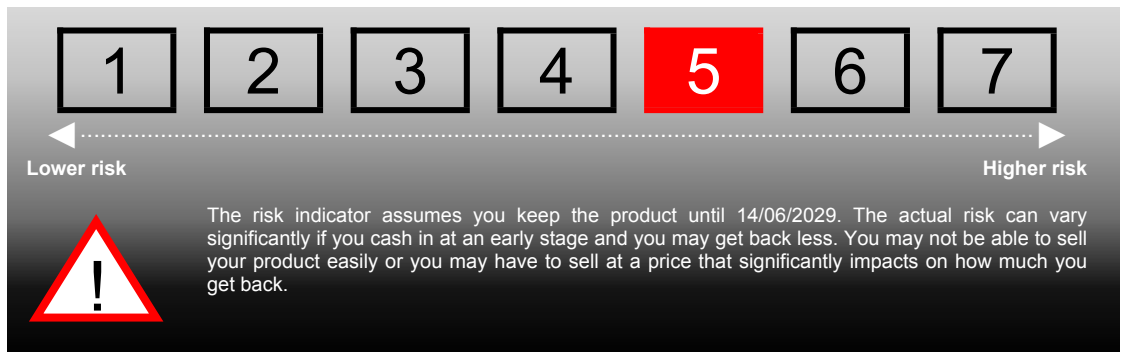 1 2 3 4 5 6 7
Lower risk Higher risk
!
The risk indicator assumes you keep the product until 14/06/2029. The actual risk can vary
significantly if you cash in at an early stage and you may get back less. You may not be able to sell
your product easily or you may have to sell at a price that significantly impacts on how much you
get back.